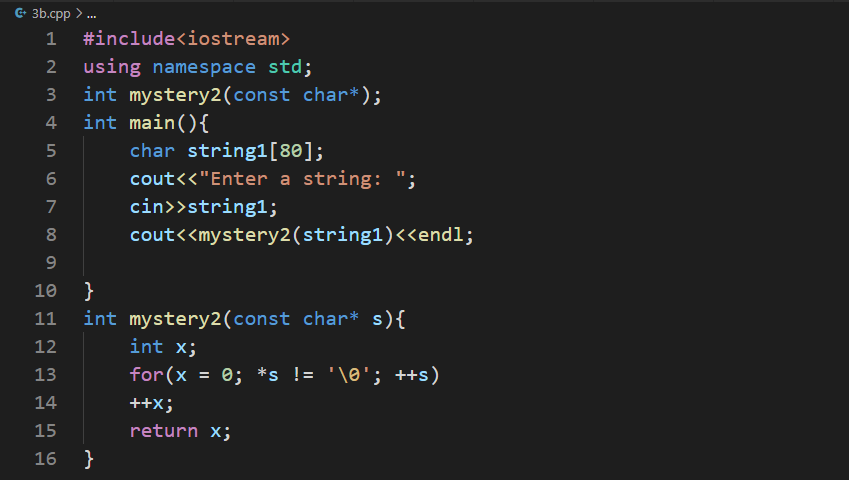 3b.cpp > ...
1 #include<iostream>
2 using namespace std;
3 int mystery2(const char*);
4 int main(){
5     char string1[80];
6     cout<<"Enter a string: ";
7     cin>>string1;
8     cout<<mystery2(string1)<<endl;
9
10 }
11 int mystery2(const char* s){
12     int x;
13     for(x = 0; *s != '\0'; ++s)
14     ++x;
15     return x;
16 }